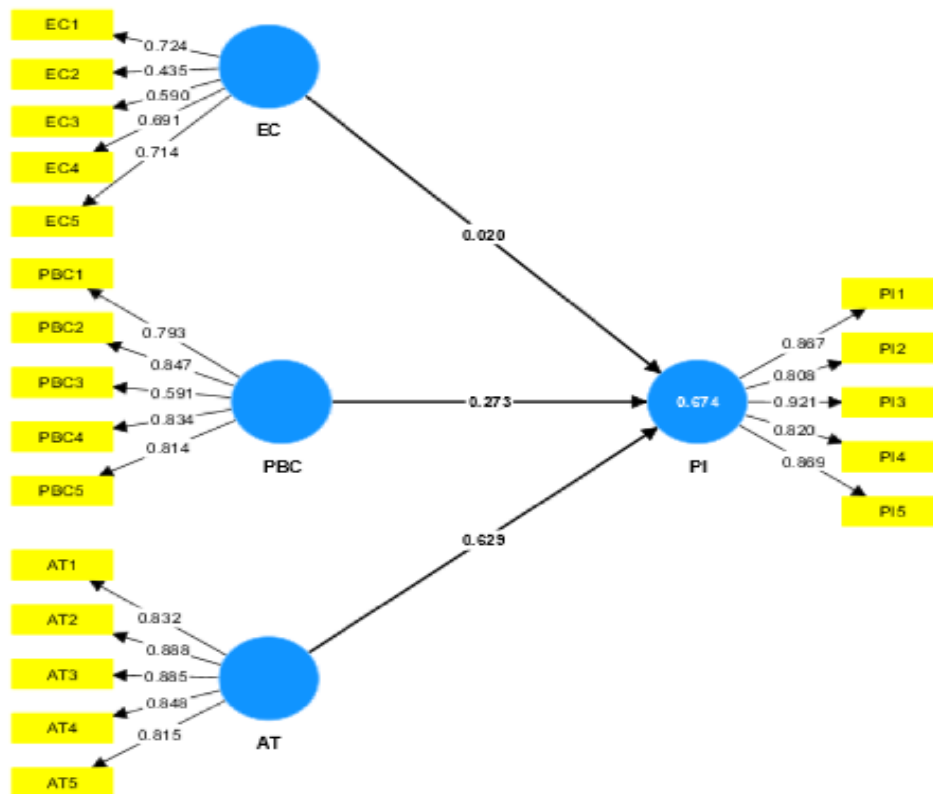 EC1
0.724
EC2
0.435
EC3
0.590
EC4
0.691
EC5
0.714
EC
0.020
PBC1
0.793
PBC2
0.847
PBC3
0.591
PBC4
0.834
PBC5
0.814
PBC
0.273
AT1
0.832
AT2
0.888
AT3
0.885
AT4
0.848
AT5
0.815
AT
0.629
0.674
PI
PI1
0.867
PI2
0.808
PI3
0.921
PI4
0.820
PI5
0.869